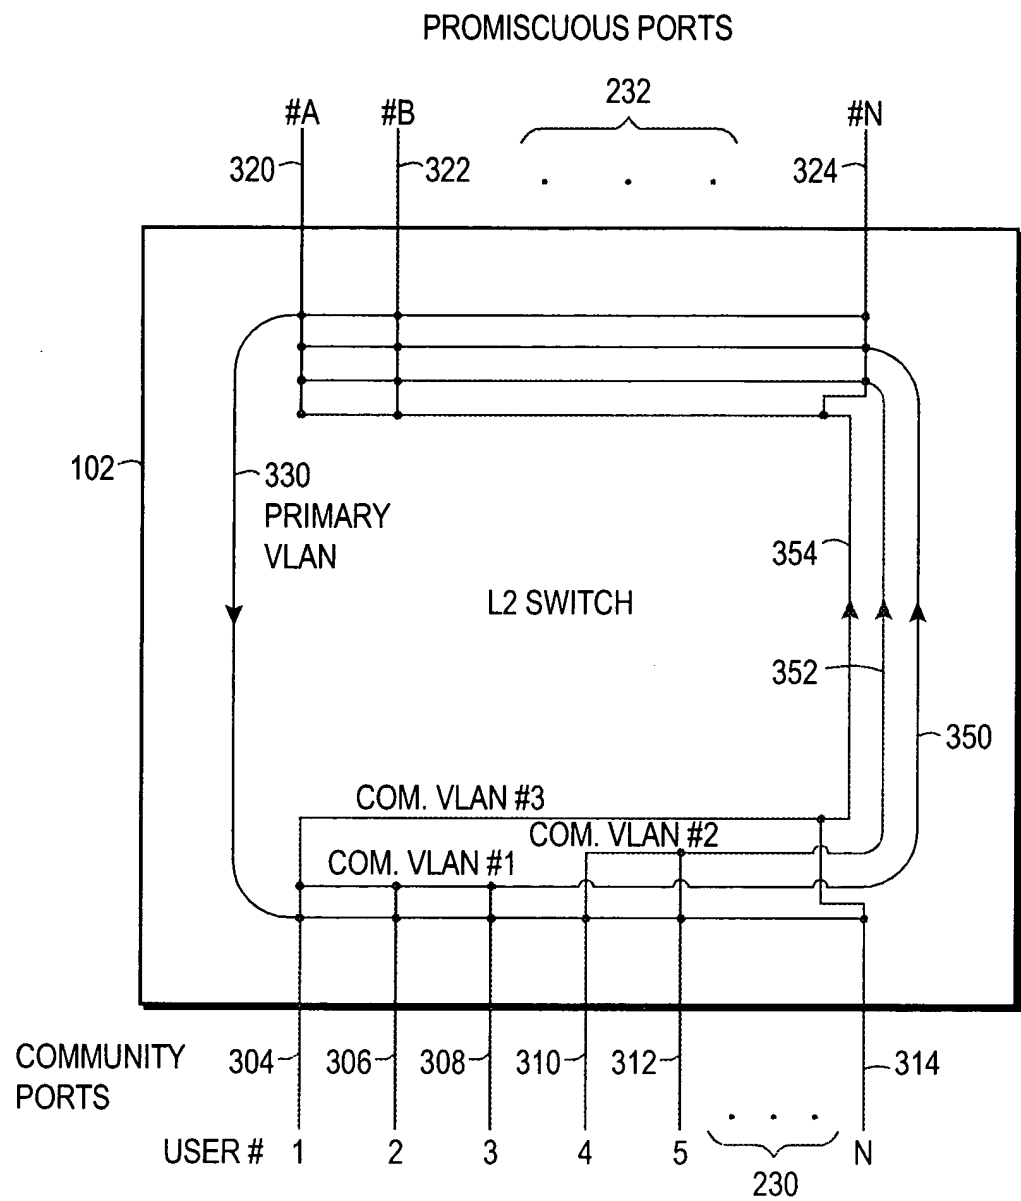 PROMISCUOUS PORTS
232
#A #B #N
320 322 324
102
330
PRIMARY
VLAN
354
L2 SWITCH
352
350
COM. VLAN #3
COM. VLAN #2
COM. VLAN #1
COMMUNITY
PORTS
304 306 308 310 312 314
USER # 1 2 3 4 5 N
230